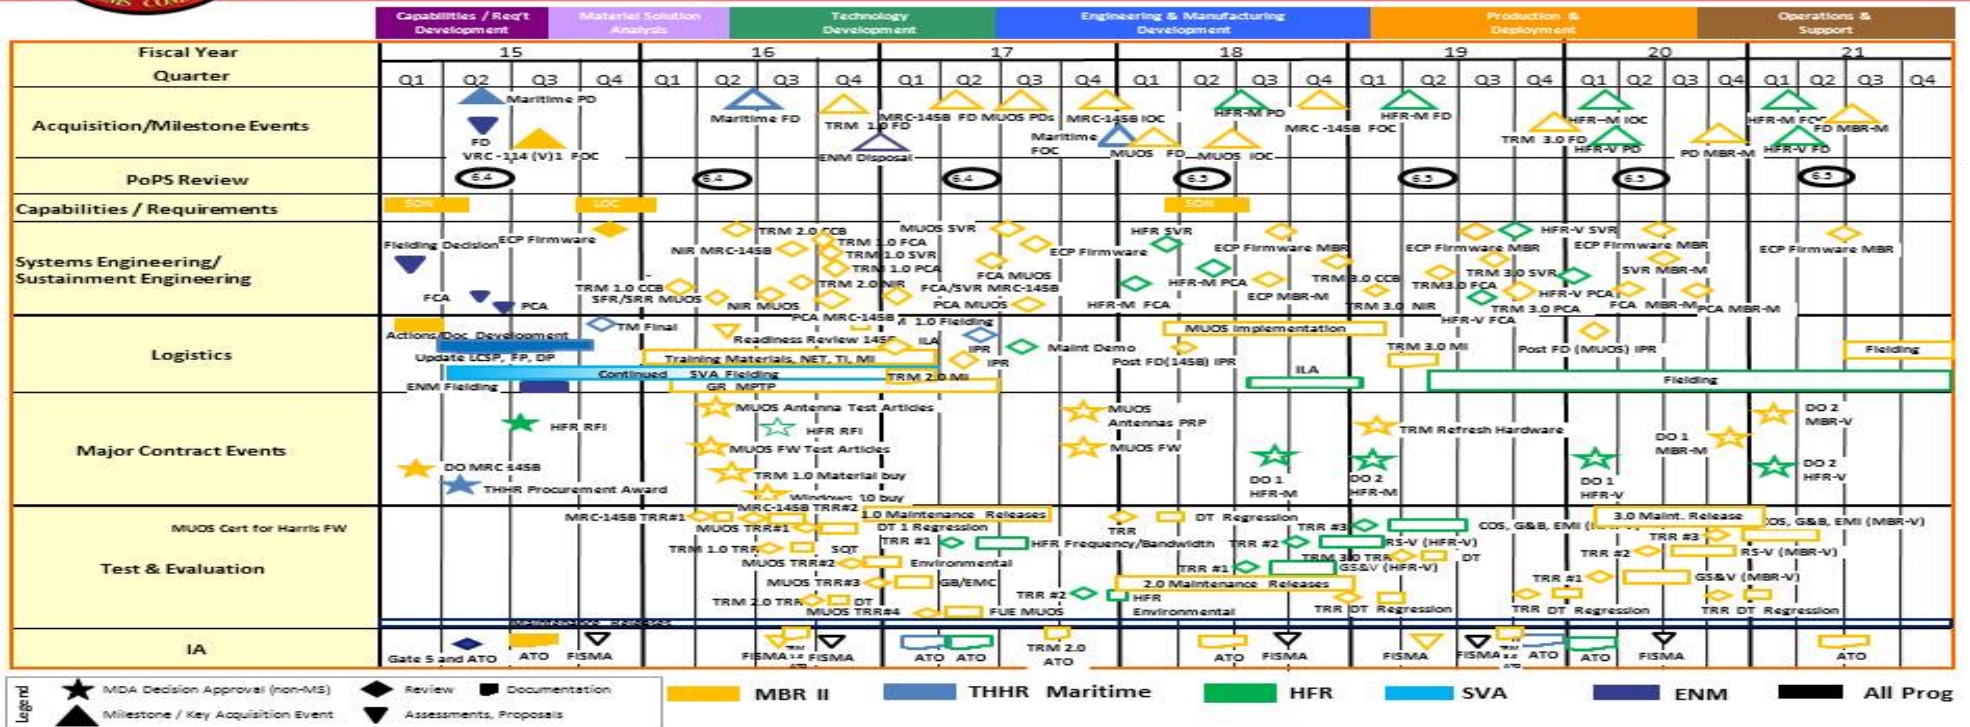 MS COM
Capabilities / Req't
Development
Materiel Solution
Analysis
Technology
Development
Engineering & Manufacturing
Development
Production &
Deployment
Operations &
Support
Fiscal Year
15
16
17
18
19
20
21
Quarter
Q1 Q2 Q3 Q4 Q1 Q2 Q3 Q4 Q1 Q2 Q3 Q4 Q1 Q2 Q3 Q4 Q1 Q2 Q3 Q4 Q1 Q2 Q3 Q4 Q1 Q2 Q3 Q4
Acquisition/Milestone Events
Maritime PD
FD
VRC -114 (V)1 FOC
Maritime FD
TRM 1.0 FD
ENM Disposal
MRC-145B FD
MUOS PDs
MRC-145B IOC
Maritime
FOC
MUOS FD
MUOS IOC
HFR-M PD
MRC -145B FOC
HFR-M FD
TRM 3.0 FD
HFR-M IOC
HFR-V PD
PD MBR-M
HFR-M FOC
HFR-V FD
FD MBR-M
PoPS Review
6.4
6.4
6.4
Capabilities / Requirements
SON
LOC
SON
Systems Engineering/
Sustainment Engineering
Fielding Decision
ECP Firmware
FCA
PCA
TRM 1.0 CCB
SFR/SRR MUOS
NIR MRC-145B
TRM 2.0 CCB
TRM 1.0 FCA
TRM 1.0 SVR
TRM 1.0 PCA
TRM 2.0 NIR
NIR MUOS
PCA MRC-145B
MUOS SVR
ECP Firmware
FCA MUOS
FCA/SVR MRC-145B
PCA MUOS
HFR SVR
HFR-M FCA
HFR-M PCA
ECP Firmware MBR
ECP MBR-M
TRM 3.0 CCB
TRM 3.0 NIR
ECP Firmware MBR
TRM 3.0 SVR
TRM3.0 FCA
TRM 3.0 PCA
HFR-V FCA
HFR-V SVR
HFR-V PCA
ECP Firmware MBR
SVR MBR-M
FCA MBR-M
PCA MBR-M
ECP Firmware MBR
Logistics
Actions/Doc Development
Update LCSP, FP, DP
ENM Fielding
TM Final
Readiness Review 145B
Training Materials, NET, TI, MI
Continued SVA Fielding
GR MPTP
1.0 Fielding
ILA
IPR
IPR
TRM 2.0 MI
Maint Demo
MUOS Implementation
Post FD(145B) IPR
ILA
TRM 3.0 MI
Post FD (MUOS) IPR
Fielding
Fielding
Major Contract Events
HFR RFI
DO MRC 145B
THHR Procurement Award
MUOS Antenna Test Articles
HFR RFI
MUOS FW Test Articles
TRM 1.0 Material buy
Windows 10 buy
MUOS
Antennas PRP
MUOS FW
DO 1
HFR-M
DO 2
HFR-M
TRM Refresh Hardware
DO 1
HFR-V
DO 1
MBR-M
DO 2
MBR-V
DO 2
HFR-V
Test & Evaluation
MUOS Cert for Harris FW
MRC-145B TRR#1
MRC-145B TRR#2
MUOS TRR#1
TRM 1.0 TRR
SQT
MUOS TRR#2
Environmental
MUOS TRR#3
GB/EMC
TRM 2.0 TRR
DT
MUOS TRR#4
FUE MUOS
Maintenance Releases
1.0 Maintenance Releases
DT 1 Regression
TRR #1
HFR Frequency/Bandwidth
TRR #2
HFR
Environmental
TRR
DT Regression
TRR #1
GS&V (HFR-V)
2.0 Maintenance Releases
TRR #2
RS-V (HFR-V)
TRR #3
COS, G&B, EMI
TRM 3.0 TRR
DT
TRR DT Regression
3.0 Maint. Release
TRR #3
COS, G&B, EMI (MBR-V)
TRR #2
RS-V (MBR-V)
TRR #1
GS&V (MBR-V)
TRR DT Regression
TRR DT Regression
IA
Gate 5 and ATO
ATO
FISMA
FISMA
FISMA
ATO
ATO
TRM 2.0
ATO
ATO
FISMA
FISMA
FISMA
ATO
ATO
FISMA
ATO
Legend
MDA Decision Approval (non-MS)
Review
Documentation
Milestone / Key Acquisition Event
Assessments, Proposals
MBR II
THHR Maritime
HFR
SVA
ENM
All Prog